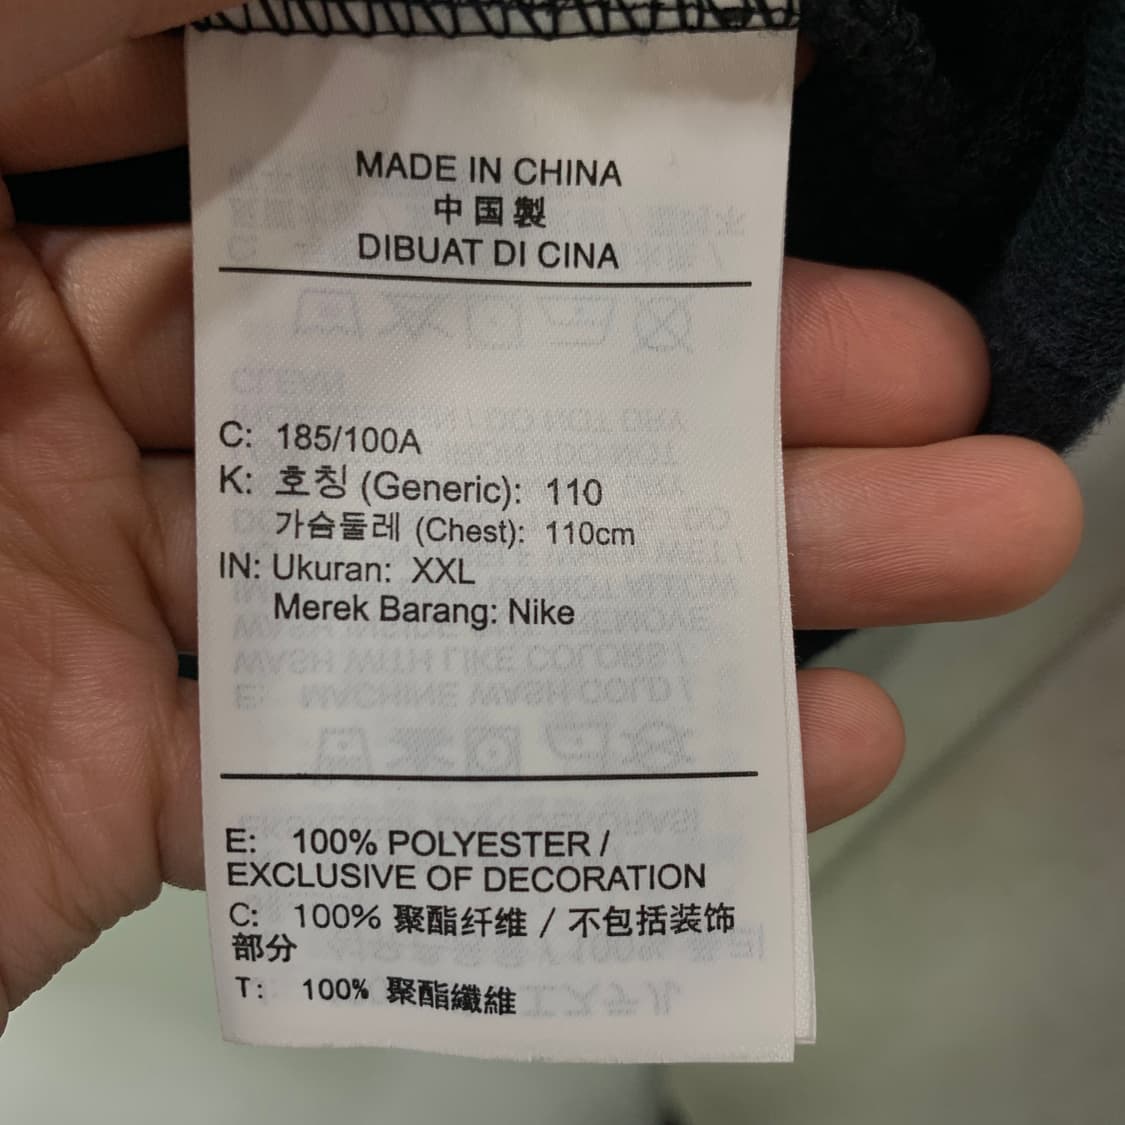 MADE IN CHINA
中国製
DIBUAT DI CINA
C: 185/100A
K: 호칭 (Generic): 110
가슴둘레 (Chest): 110cm
IN: Ukuran: XXL
Merek Barang: Nike
E: 100% POLYESTER /
EXCLUSIVE OF DECORATION
C: 100% 聚酯纤维 / 不包括装饰
部分
T: 100% 聚酯纖維